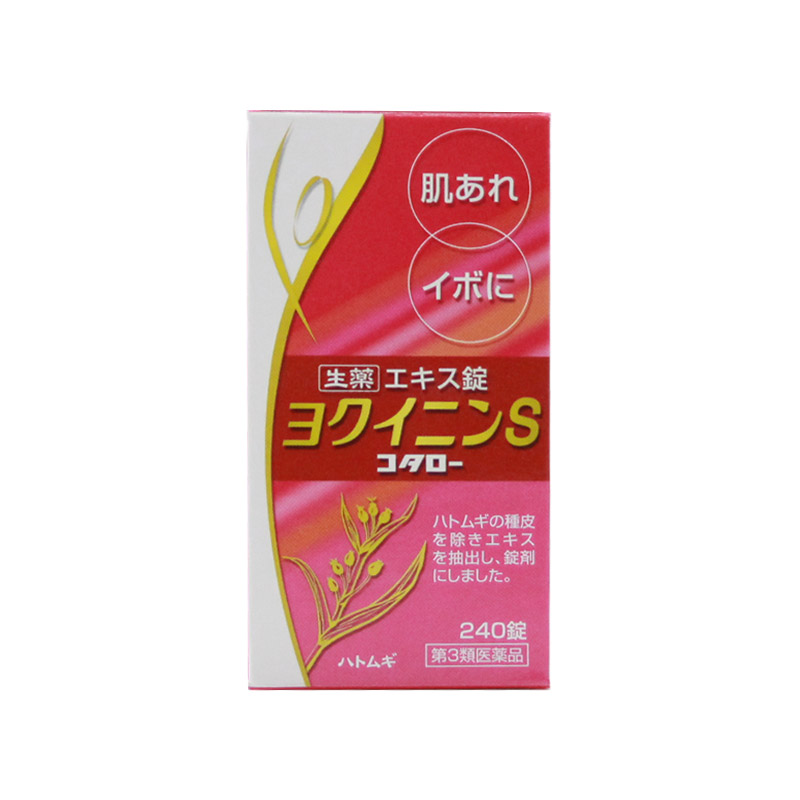 肌あれ
イボに
生薬 エキス錠
ヨクイニンS
コタロー
ハトムギの種皮
を除きエキス
を抽出し、錠剤
にしました。
240錠
第3類医薬品
ハトムギ